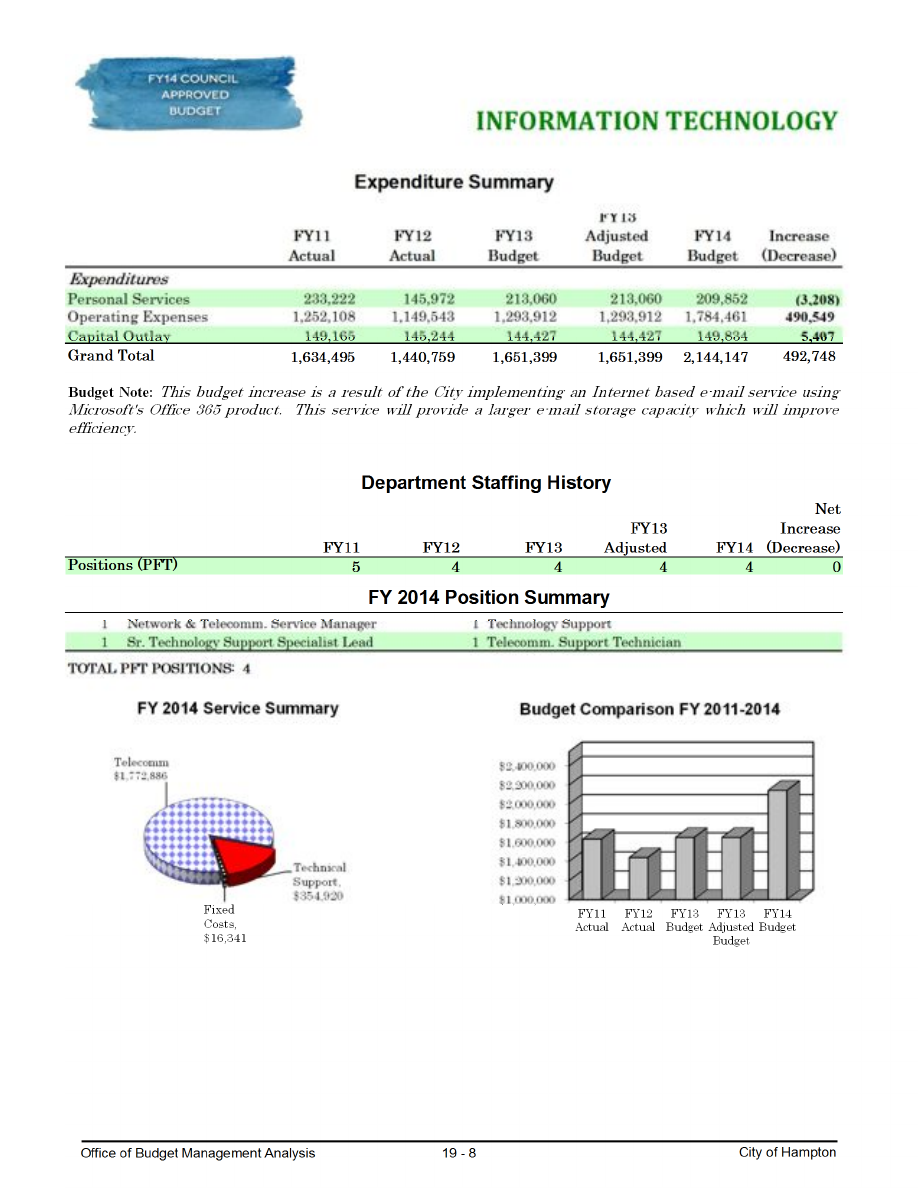 FY14 COUNCIL
APPROVED
BUDGET
INFORMATION TECHNOLOGY
Expenditure Summary
FY11 Actual FY12 Actual FY13 Budget FY13 Adjusted Budget FY14 Budget Increase (Decrease)
Expenditures
Personal Services 233,222 145,972 213,060 213,060 209,852 (3,208)
Operating Expenses 1,252,108 1,149,543 1,293,912 1,293,912 1,784,461 490,549
Capital Outlay 149,165 145,244 144,427 144,427 149,834 5,407
Grand Total 1,634,495 1,440,759 1,651,399 1,651,399 2,144,147 492,748
Budget Note: This budget increase is a result of the City implementing an Internet based e-mail service using
Microsoft's Office 365 product. This service will provide a larger e-mail storage capacity which will improve
efficiency.
Department Staffing History
FY11 FY12 FY13 FY13 Adjusted FY14 Net Increase (Decrease)
Positions (PFT) 5 4 4 4 4 0
FY 2014 Position Summary
1 Network & Telecomm. Service Manager 1 Technology Support
1 Sr. Technology Support Specialist Lead 1 Telecomm. Support Technician
TOTAL PFT POSITIONS: 4
FY 2014 Service Summary
Telecomm
$1,772,886
Technical
Support,
$354,920
Fixed
Costs,
$16,341
Budget Comparison FY 2011-2014
$2,400,000
$2,200,000
$2,000,000
$1,800,000
$1,600,000
$1,400,000
$1,200,000
$1,000,000
FY11 Actual FY12 Actual FY13 Budget FY13 Adjusted Budget FY14 Budget
Office of Budget Management Analysis 19 - 8 City of Hampton